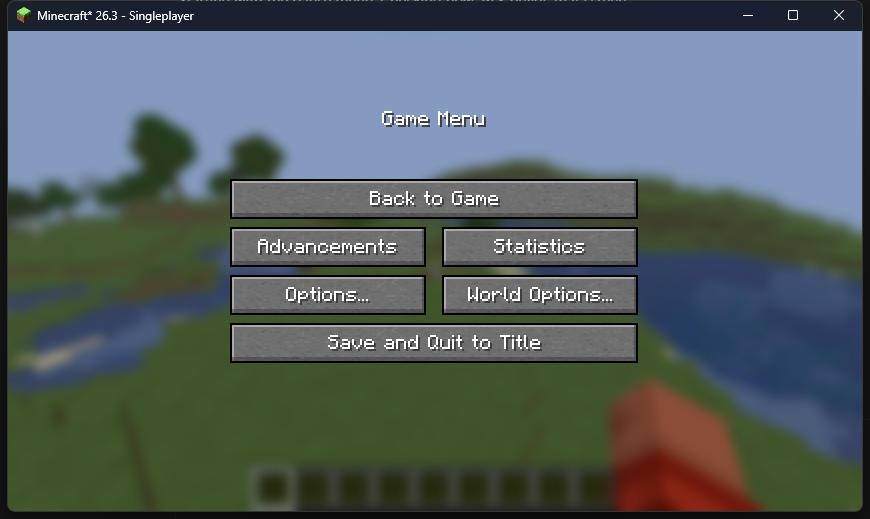 Minecraft* 26.3 - Singleplayer
Game Menu
Back to Game
Advancements
Statistics
Options...
World Options...
Save and Quit to Title